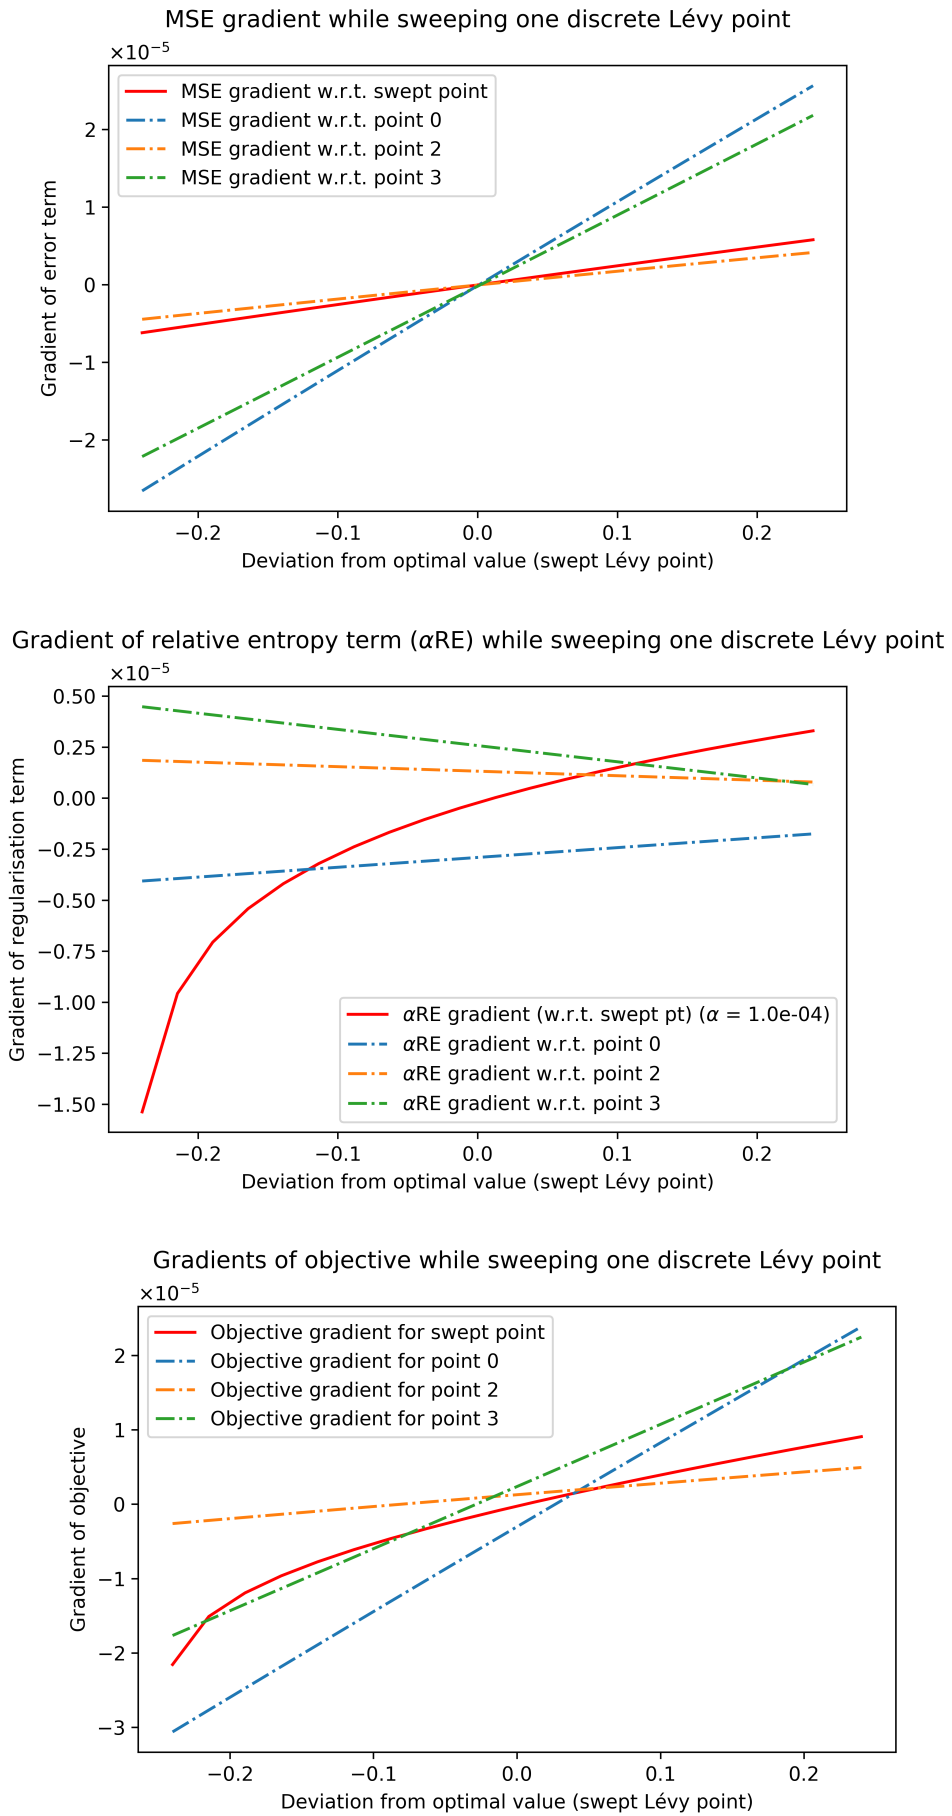 MSE gradient while sweeping one discrete Lévy point
×10⁻⁵
MSE gradient w.r.t. swept point
MSE gradient w.r.t. point 0
MSE gradient w.r.t. point 2
MSE gradient w.r.t. point 3
Gradient of error term
2
1
0
−1
−2
−0.2 −0.1 0.0 0.1 0.2
Deviation from optimal value (swept Lévy point)
Gradient of relative entropy term (αRE) while sweeping one discrete Lévy point
×10⁻⁵
Gradient of regularisation term
0.50
0.25
0.00
−0.25
−0.50
−0.75
−1.00
−1.25
−1.50
αRE gradient (w.r.t. swept pt) (α = 1.0e-04)
αRE gradient w.r.t. point 0
αRE gradient w.r.t. point 2
αRE gradient w.r.t. point 3
−0.2 −0.1 0.0 0.1 0.2
Deviation from optimal value (swept Lévy point)
Gradients of objective while sweeping one discrete Lévy point
×10⁻⁵
Objective gradient for swept point
Objective gradient for point 0
Objective gradient for point 2
Objective gradient for point 3
Gradient of objective
2
1
0
−1
−2
−3
−0.2 −0.1 0.0 0.1 0.2
Deviation from optimal value (swept Lévy point)